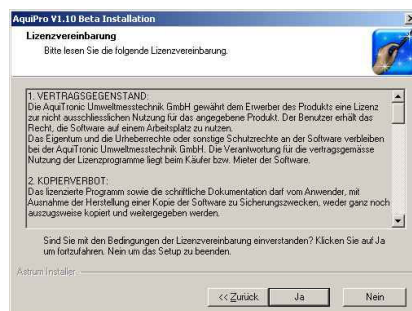 AquiPro V1.10 Beta Installation
Lizenzvereinbarung
Bitte lesen Sie die folgende Lizenzvereinbarung.
1. VERTRAGSGEGENSTAND:
Die AquiTronic Umweltmesstechnik GmbH gewährt dem Erwerber des Produkts eine Lizenz
zur nicht ausschliesslichen Nutzung für das angegebene Produkt. Der Benutzer erhält das
Recht, die Software auf einem Arbeitsplatz zu nutzen.
Das Eigentum und die Urheberrechte oder sonstige Schutzrechte an der Software verbleiben
bei der AquiTronic Umweltmesstechnik GmbH. Die Verantwortung für die vertragsgemässe
Nutzung der Lizenzprogramme liegt beim Käufer bzw. Mieter der Software.
2. KOPIERVERBOT:
Das lizenzierte Programm sowie die schriftliche Dokumentation darf vom Anwender, mit
Ausnahme der Herstellung einer Kopie der Software zu Sicherungszwecken, weder ganz noch
auszugsweise kopiert und weitergegeben werden.
Sind Sie mit den Bedingungen der Lizenzvereinbarung einverstanden? Klicken Sie auf Ja
um fortzufahren. Nein um das Setup zu beenden.
Astrum Installer
<< Zurück Ja Nein